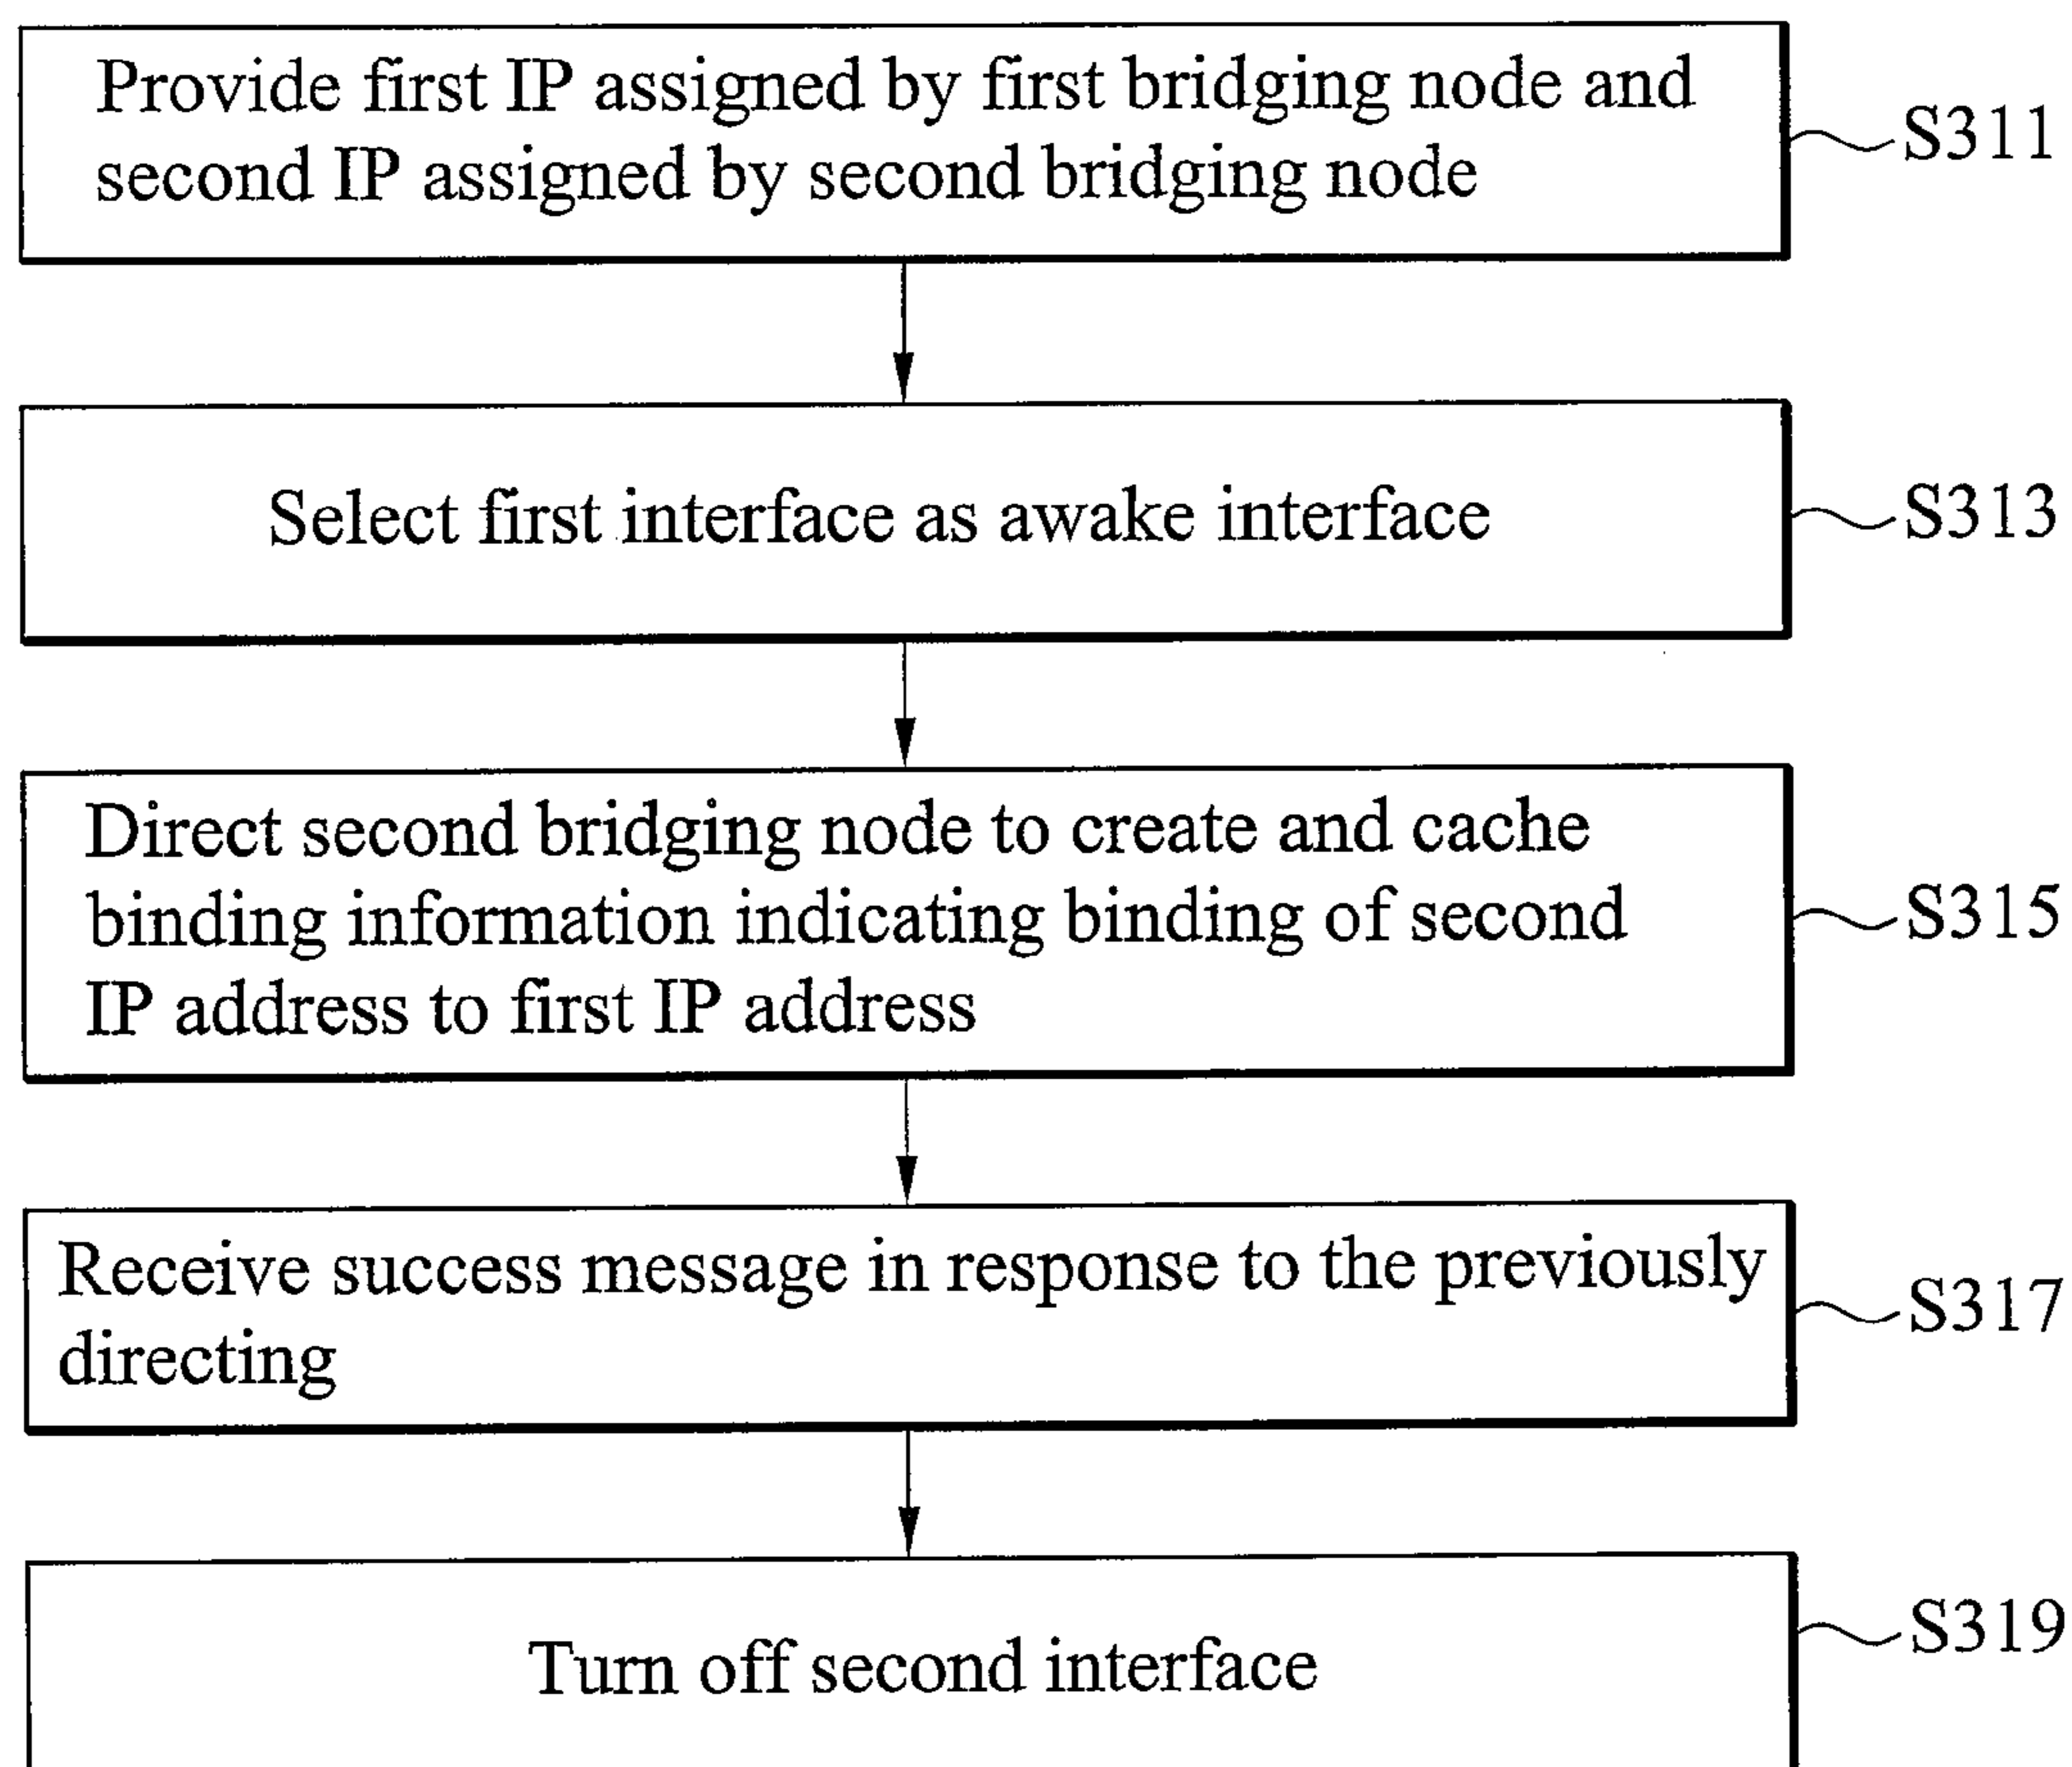 Provide first IP assigned by first bridging node and
second IP assigned by second bridging node
S311
Select first interface as awake interface
S313
Direct second bridging node to create and cache
binding information indicating binding of second
IP address to first IP address
S315
Receive success message in response to the previously
directing
S317
Turn off second interface
S319